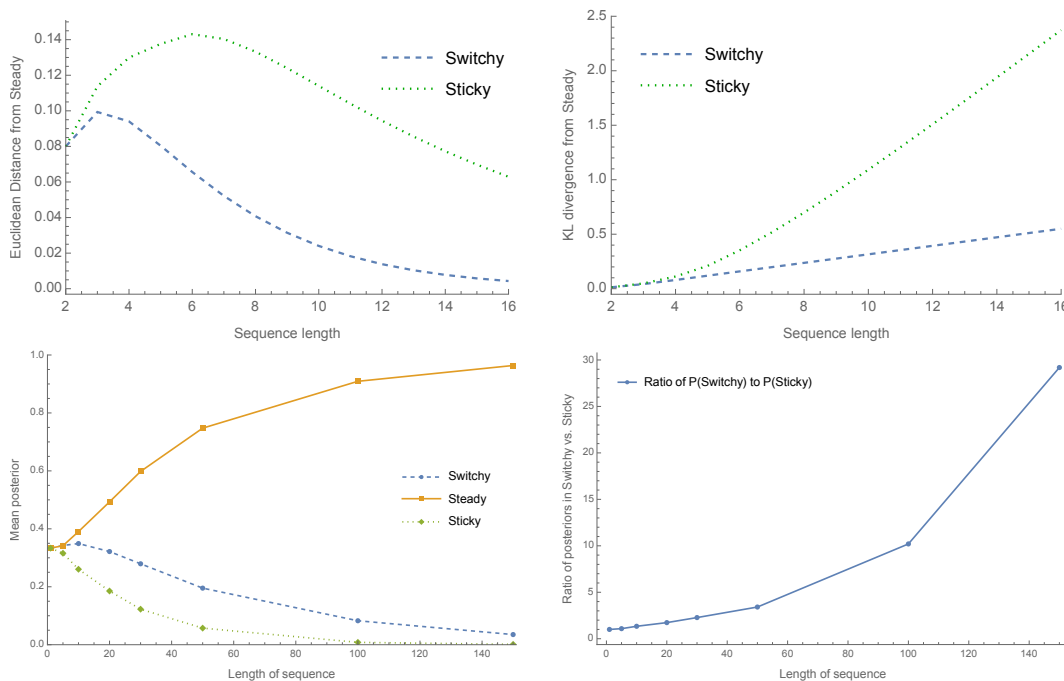 Euclidean Distance from Steady
0.14
0.12
0.10
0.08
0.06
0.04
0.02
0.00
2 4 6 8 10 12 14 16
Sequence length
Switchy
Sticky
KL divergence from Steady
2.5
2.0
1.5
1.0
0.5
0.0
2 4 6 8 10 12 14 16
Sequence length
Switchy
Sticky
Mean posterior
1.0
0.8
0.6
0.4
0.2
0.0
0 20 40 60 80 100 120 140
Length of sequence
Switchy
Steady
Sticky
Ratio of posteriors in Switchy vs. Sticky
30
25
20
15
10
5
0
0 20 40 60 80 100 120 140
Length of sequence
Ratio of P(Switchy) to P(Sticky)